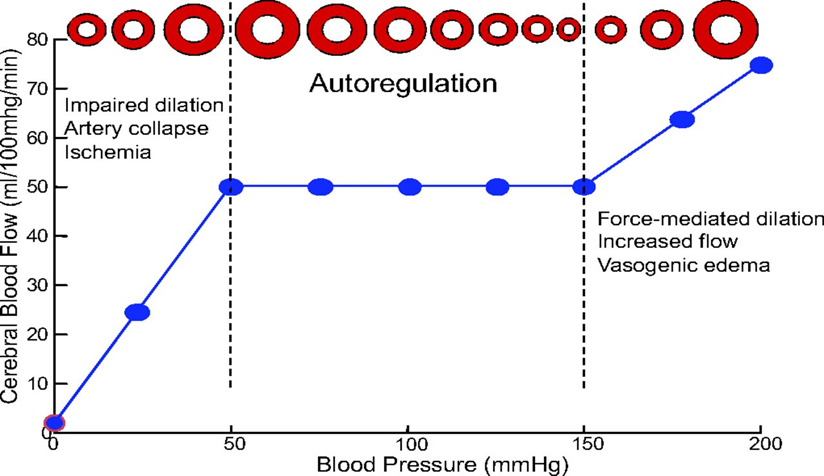 80
70
60
50
40
30
20
10
0
Cerebral Blood Flow (ml/100mhg/min)
Impaired dilation
Artery collapse
Ischemia
Autoregulation
Force-mediated dilation
Increased flow
Vasogenic edema
0
50
100
150
200
Blood Pressure (mmHg)